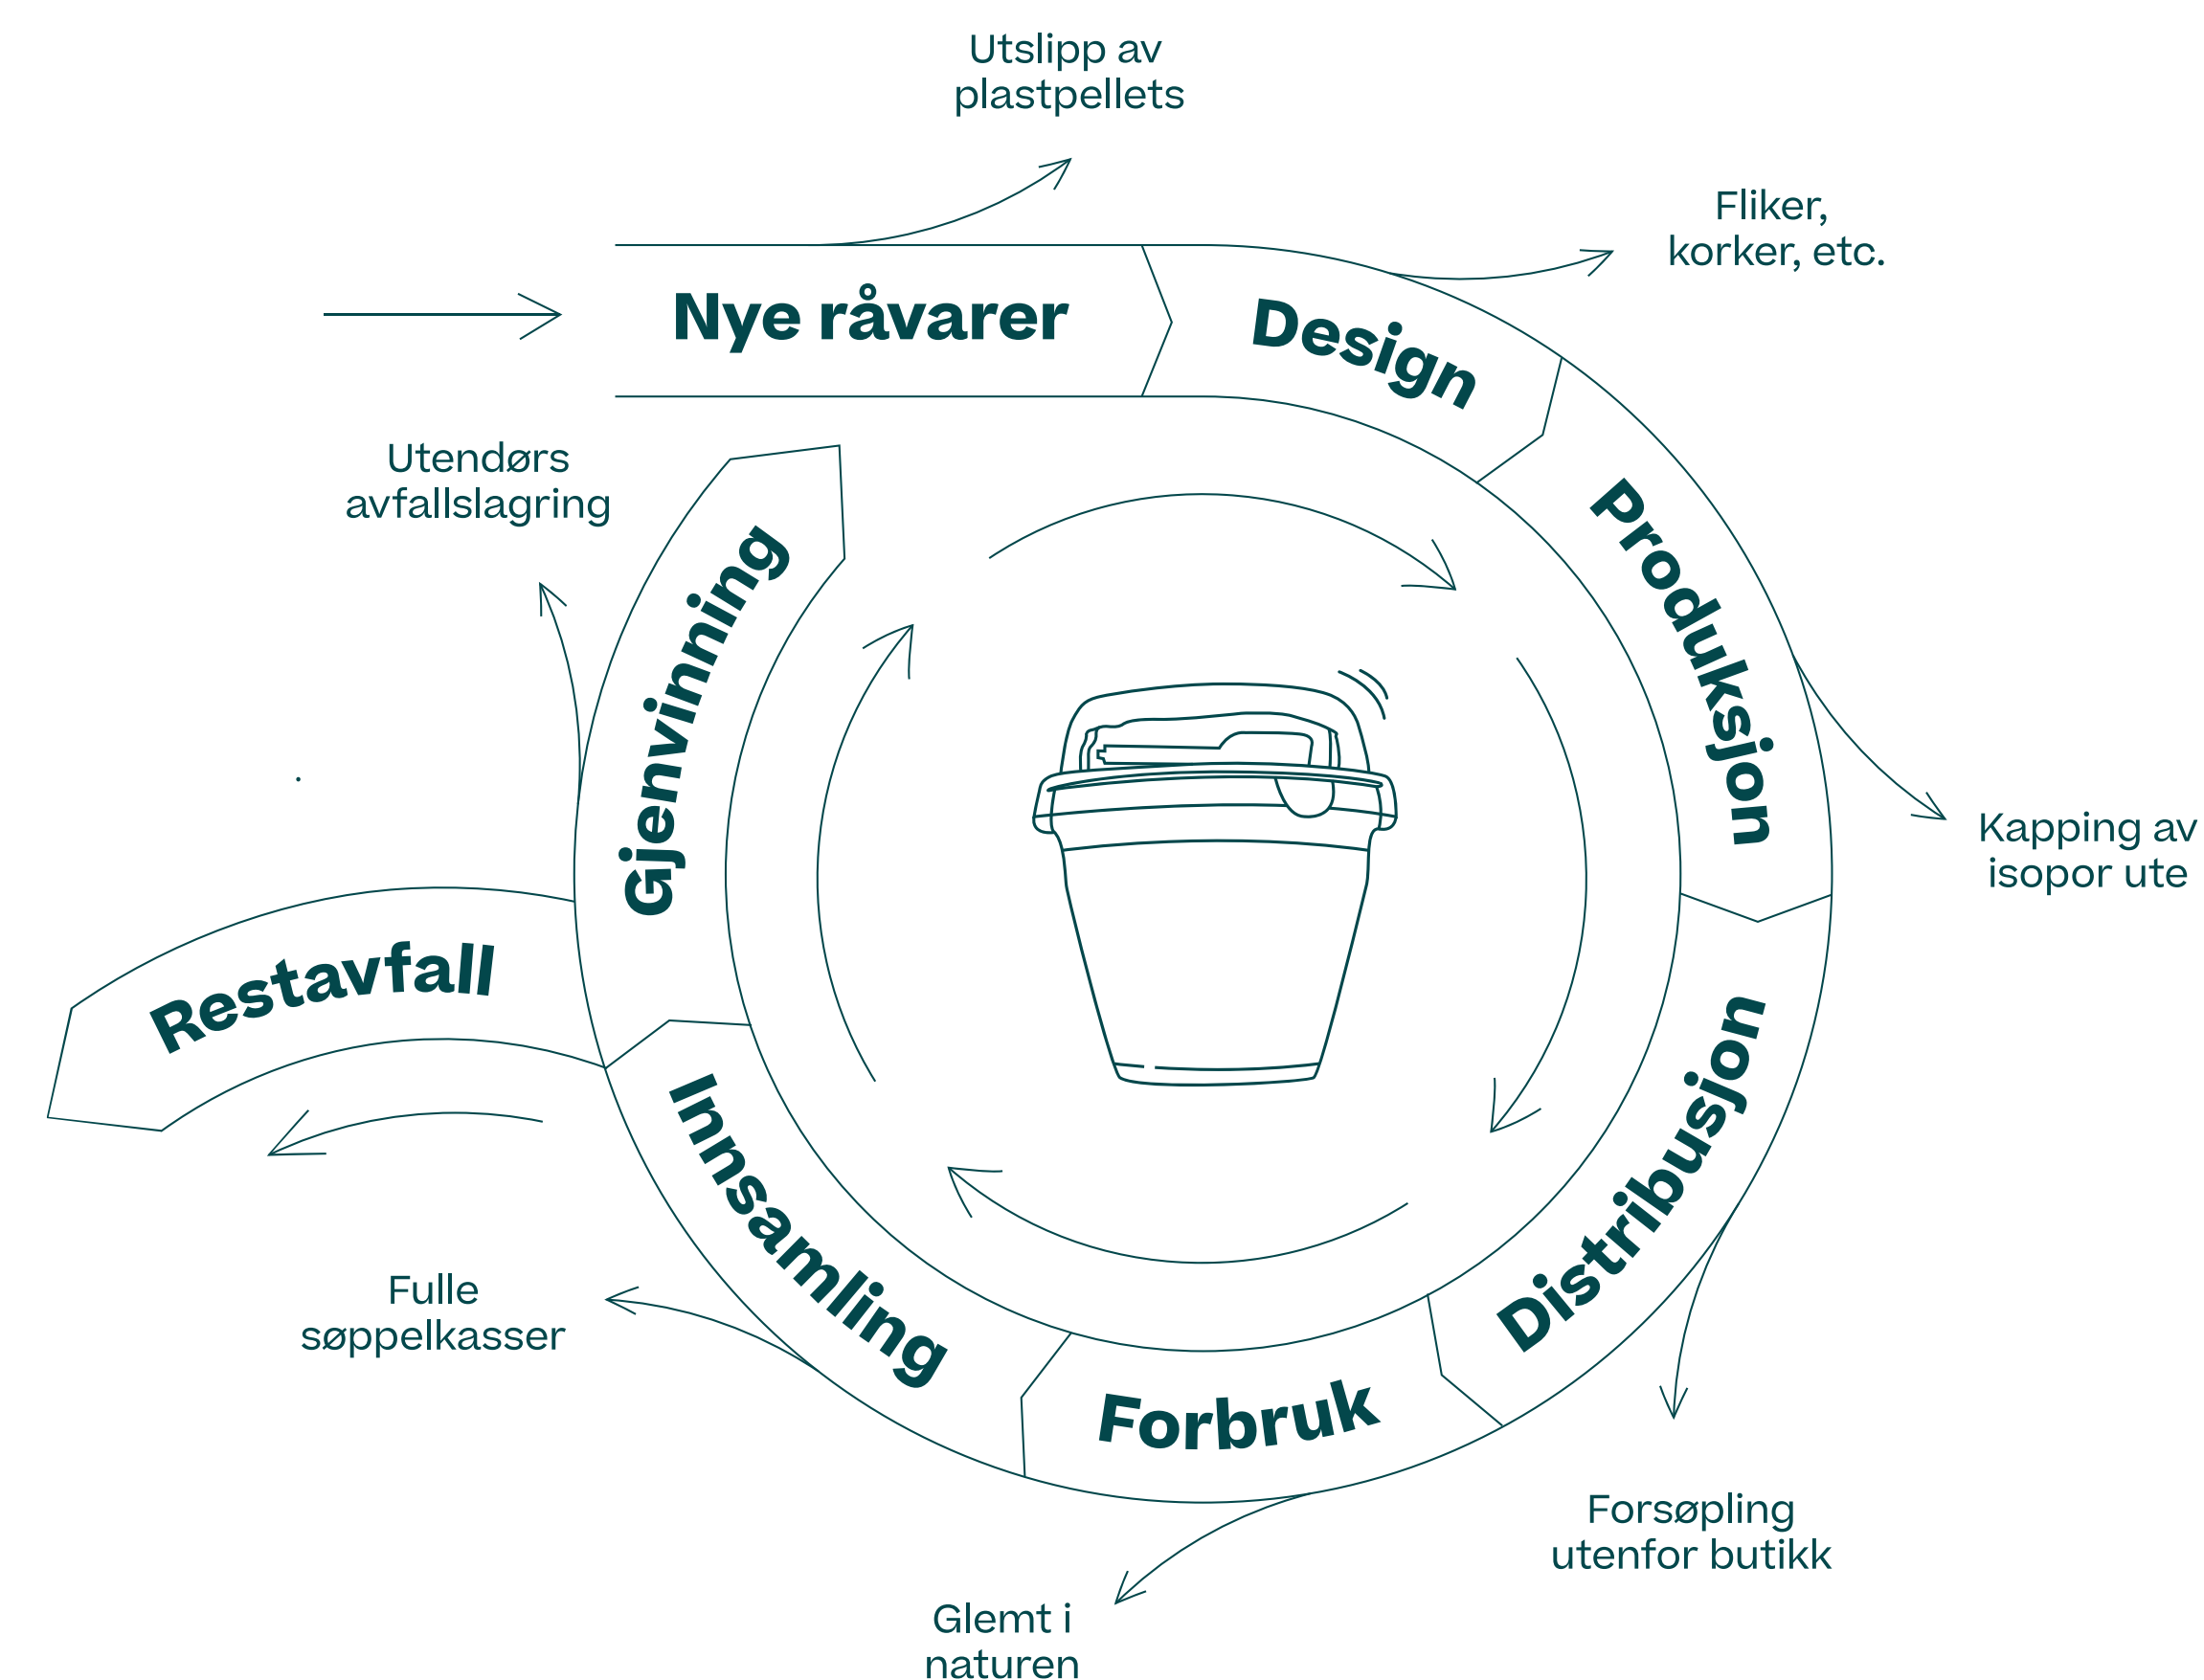 Utslipp av
plastpellets
Fliker,
korker, etc.
Nye råvarer
Design
Utendørs
avfallslagring
Produksjon
Gjenvinning
Kapping av
isopor ute
Restavfall
Distribusjon
Innsamling
Fulle
søppelkasser
Forbruk
Forsøpling
utenfor butikk
Glemt i
naturen